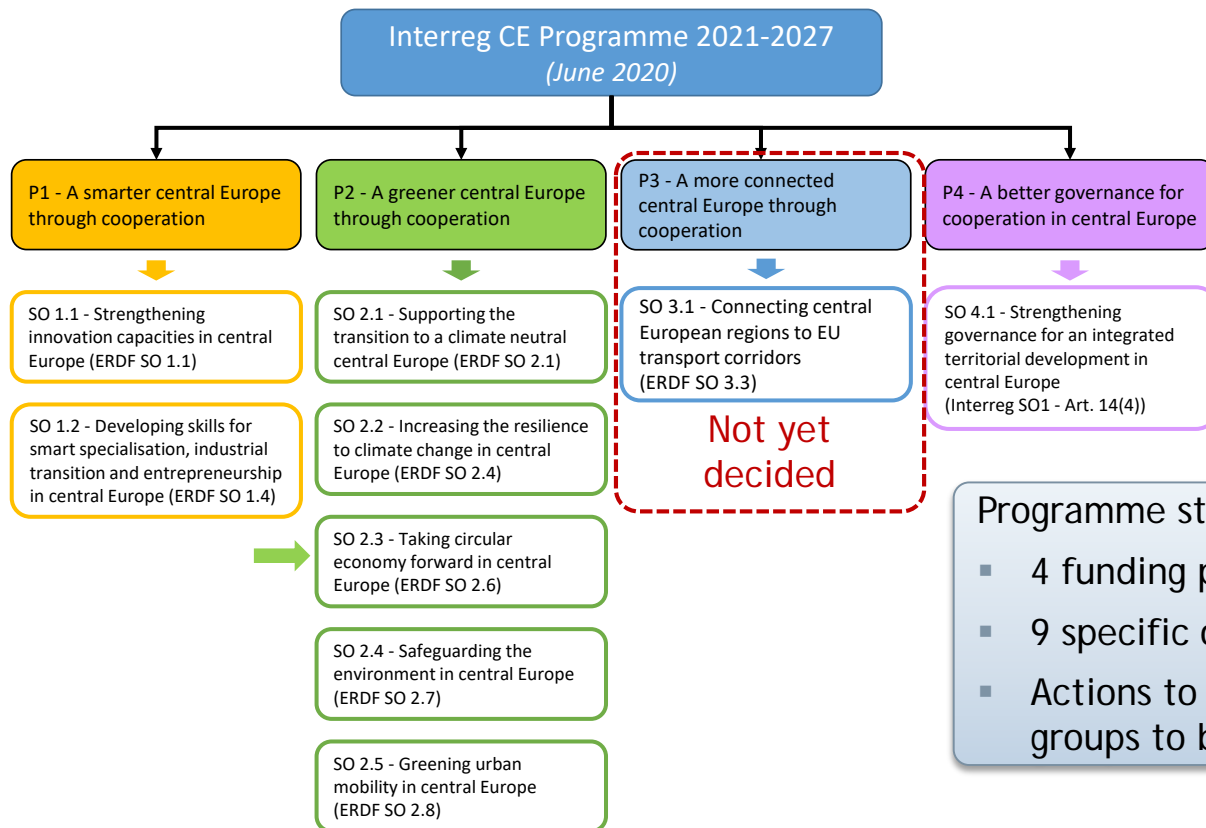 Interreg CE Programme 2021-2027
(June 2020)
P1 - A smarter central Europe
through cooperation
P2 - A greener central Europe
through cooperation
P3 - A more connected
central Europe through
cooperation
P4 - A better governance for
cooperation in central Europe
SO 1.1 - Strengthening
innovation capacities in central
Europe (ERDF SO 1.1)
SO 1.2 - Developing skills for
smart specialisation, industrial
transition and entrepreneurship
in central Europe (ERDF SO 1.4)
SO 2.1 - Supporting the
transition to a climate neutral
central Europe (ERDF SO 2.1)
SO 2.2 - Increasing the resilience
to climate change in central
Europe (ERDF SO 2.4)
SO 2.3 - Taking circular
economy forward in central
Europe (ERDF SO 2.6)
SO 2.4 - Safeguarding the
environment in central Europe
(ERDF SO 2.7)
SO 2.5 - Greening urban
mobility in central Europe
(ERDF SO 2.8)
SO 3.1 - Connecting central
European regions to EU
transport corridors
(ERDF SO 3.3)
Not yet
decided
SO 4.1 - Strengthening
governance for an integrated
territorial development in
central Europe
(Interreg SO1 - Art. 14(4))
Programme st
▪ 4 funding p
▪ 9 specific
▪ Actions to
groups to b